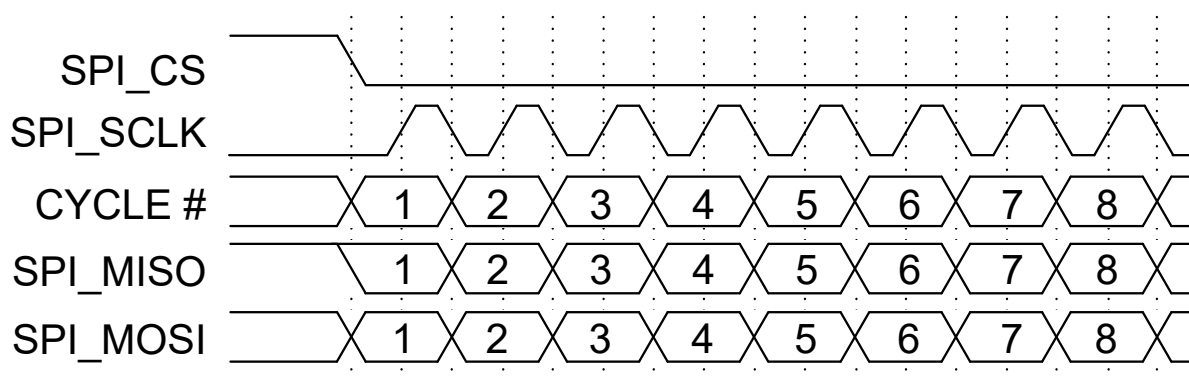 SPI_CS
SPI_SCLK
CYCLE # 1 2 3 4 5 6 7 8
SPI_MISO 1 2 3 4 5 6 7 8
SPI_MOSI 1 2 3 4 5 6 7 8